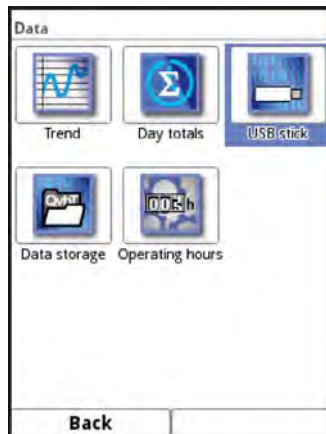 Data
Trend
Day totals
USB stick
Data storage
Operating hours
Back